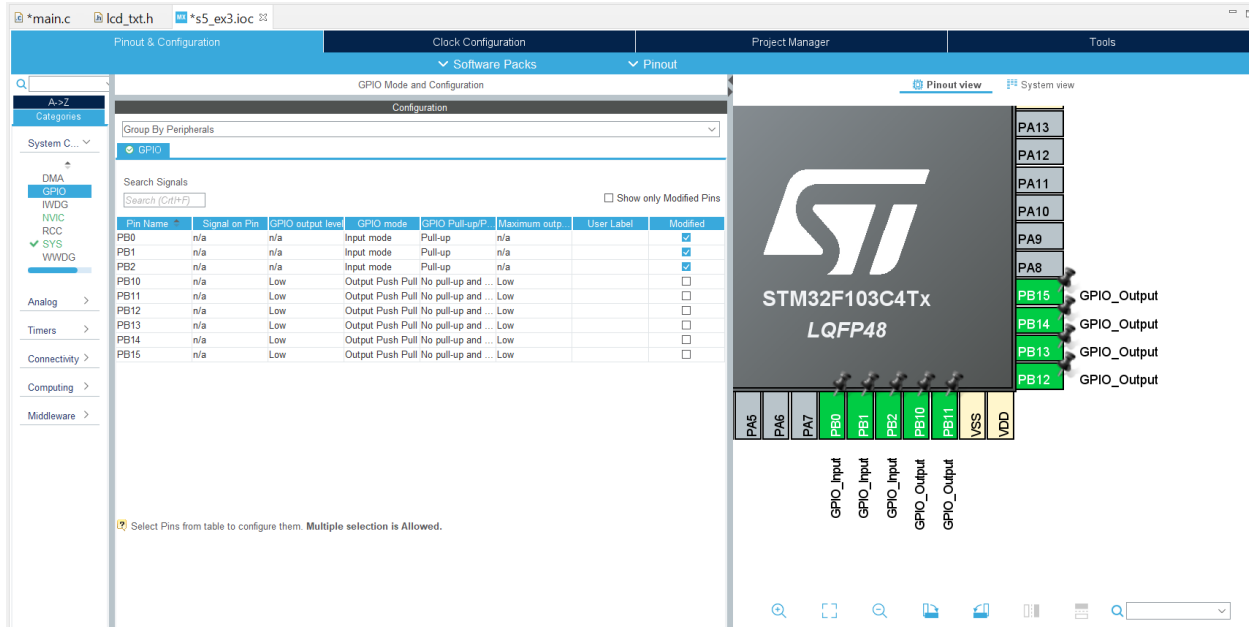 *main.c lcd_txt.h MX *s5_ex3.ioc
Pinout & Configuration Clock Configuration Project Manager Tools
Software Packs Pinout
GPIO Mode and Configuration
Pinout view System view
A->Z
Categories
System C...
DMA
GPIO
IWDG
NVIC
RCC
SYS
WWDG
Analog
Timers
Connectivity
Computing
Middleware
Configuration
Group By Peripherals
GPIO
Search Signals
Search (CrtI+F)
Show only Modified Pins
Pin Name Signal on Pin GPIO output level GPIO mode GPIO Pull-up/P... Maximum outp... User Label Modified
PB0 n/a n/a Input mode Pull-up n/a
PB1 n/a n/a Input mode Pull-up n/a
PB2 n/a n/a Input mode Pull-up n/a
PB10 n/a Low Output Push Pull No pull-up and ... Low
PB11 n/a Low Output Push Pull No pull-up and ... Low
PB12 n/a Low Output Push Pull No pull-up and ... Low
PB13 n/a Low Output Push Pull No pull-up and ... Low
PB14 n/a Low Output Push Pull No pull-up and ... Low
PB15 n/a Low Output Push Pull No pull-up and ... Low
Select Pins from table to configure them. Multiple selection is Allowed.
ST
STM32F103C4Tx
LQFP48
PA13
PA12
PA11
PA10
PA9
PA8
PB15 GPIO_Output
PB14 GPIO_Output
PB13 GPIO_Output
PB12 GPIO_Output
PA5
PA6
PA7
PB0
PB1
PB2
PB10
PB11
VSS
VDD
GPIO_Input
GPIO_Input
GPIO_Input
GPIO_Output
GPIO_Output